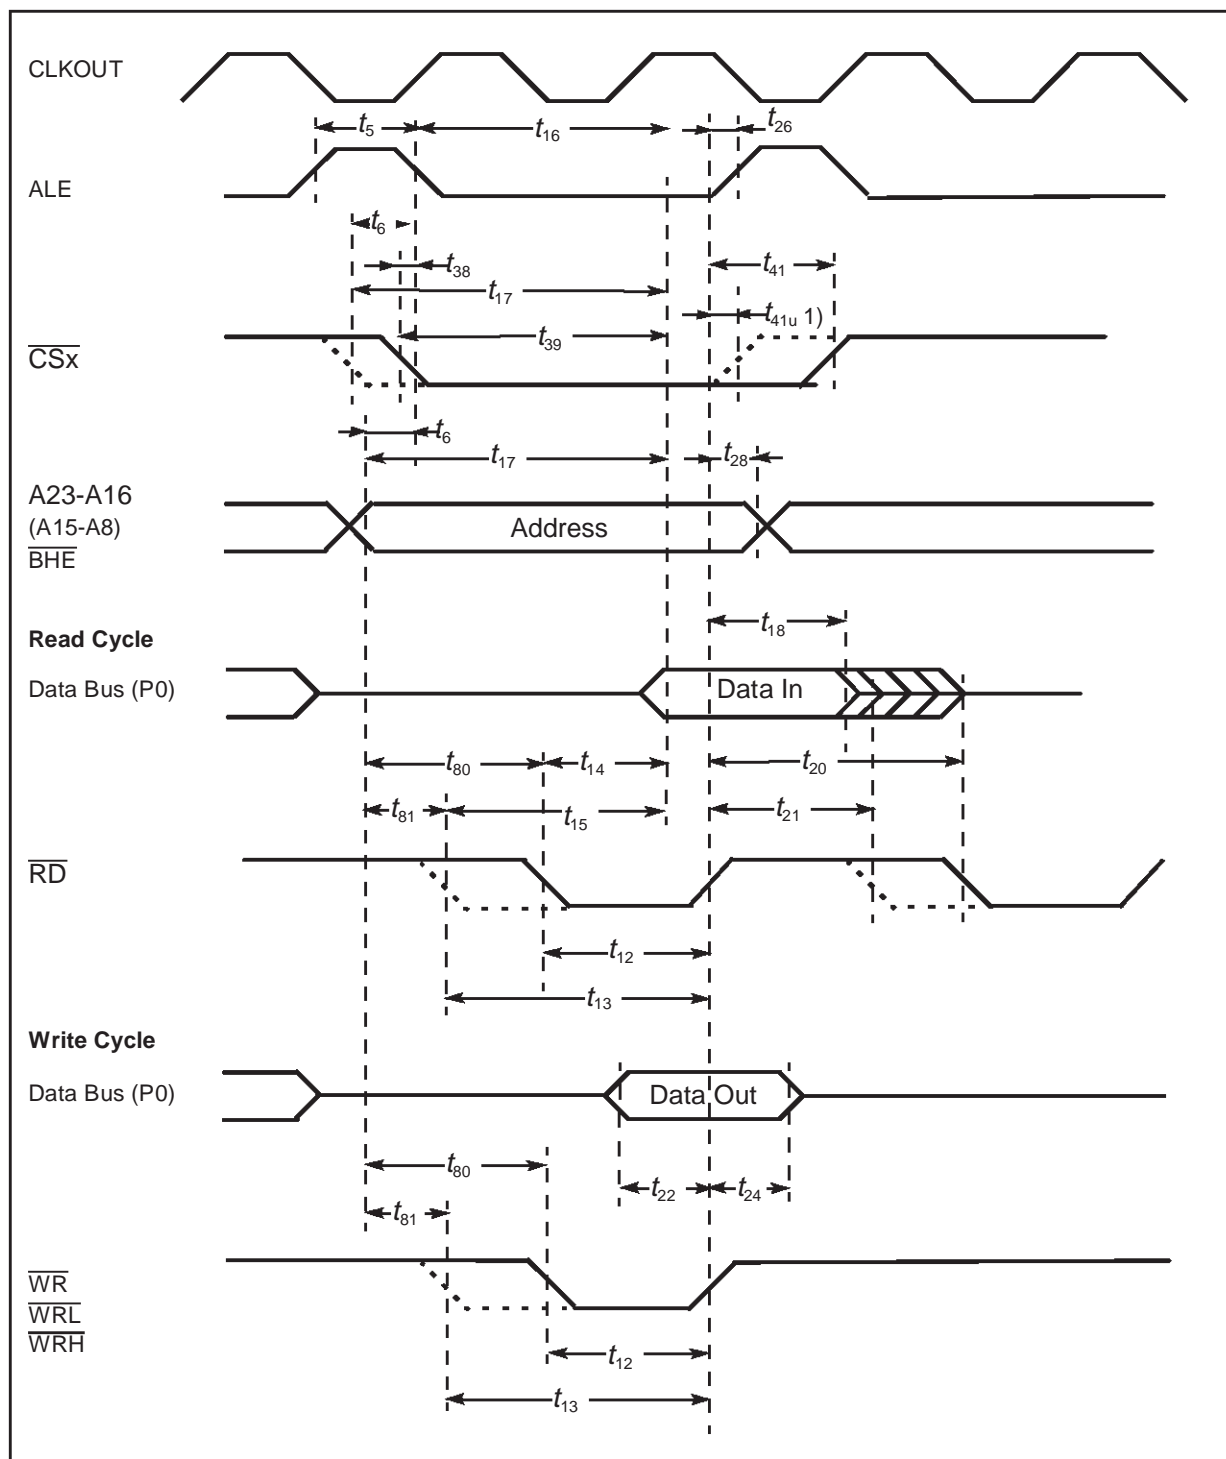 CLKOUT
t5 t16 t26
ALE
t6
t38 t41
t17
t41u 1)
t39
CSx
t6
t17 t28
A23-A16
(A15-A8) Address
BHE
t18
Read Cycle
Data Bus (P0) Data In
t80 t14 t20
t81 t15 t21
RD
t12
t13
Write Cycle
Data Bus (P0) Data Out
t80
t22 t24
t81
WR
WRL
WRH
t12
t13